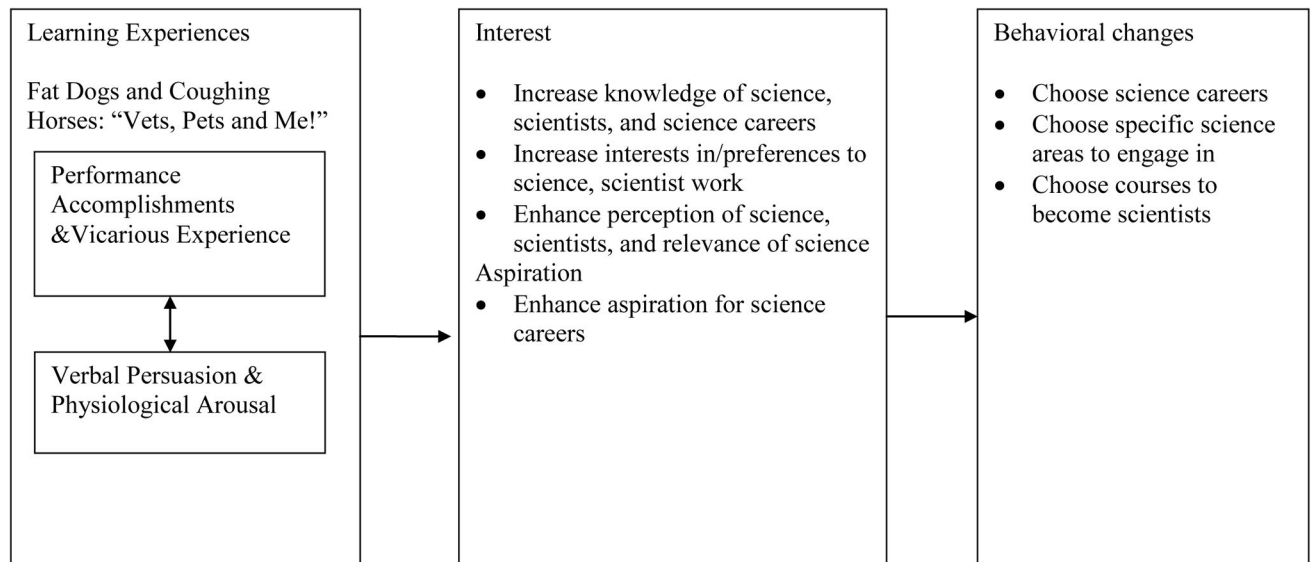 Learning Experiences
Fat Dogs and Coughing
Horses: “Vets, Pets and Me!”
Performance
Accomplishments
&Vicarious Experience
Verbal Persuasion &
Physiological Arousal
Interest
• Increase knowledge of science,
scientists, and science careers
• Increase interests in/preferences to
science, scientist work
• Enhance perception of science,
scientists, and relevance of science
Aspiration
• Enhance aspiration for science
careers
Behavioral changes
• Choose science careers
• Choose specific science
areas to engage in
• Choose courses to
become scientists